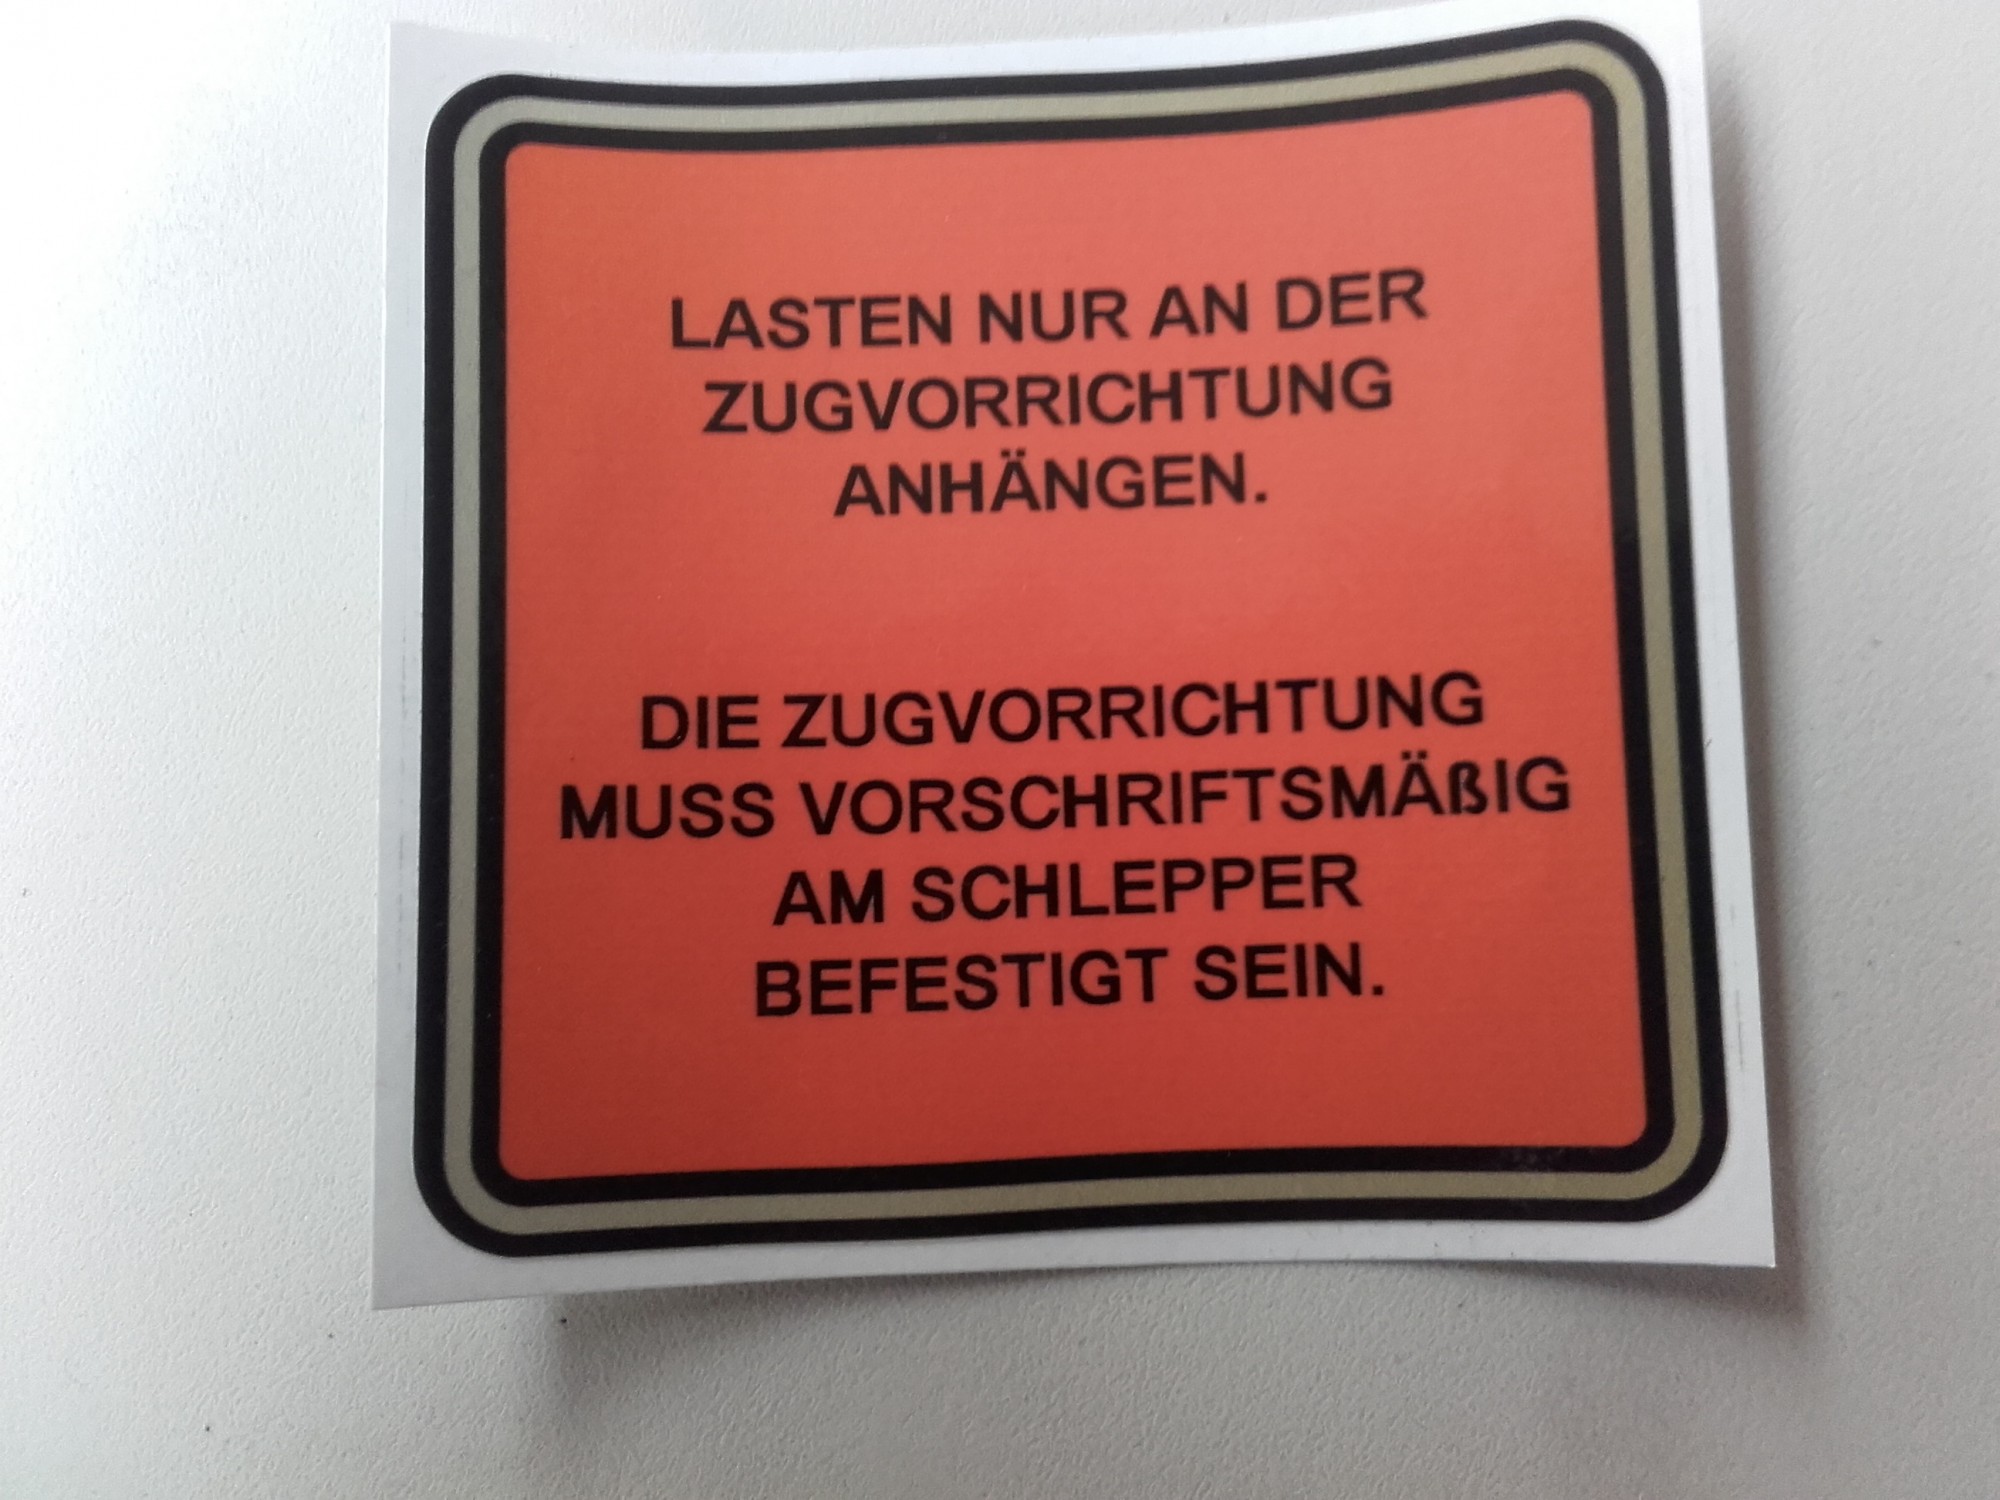 LASTEN NUR AN DER
ZUGVORRICHTUNG
ANHÄNGEN.
DIE ZUGVORRICHTUNG
MUSS VORSCHRIFTSMÄßIG
AM SCHLEPPER
BEFESTIGT SEIN.